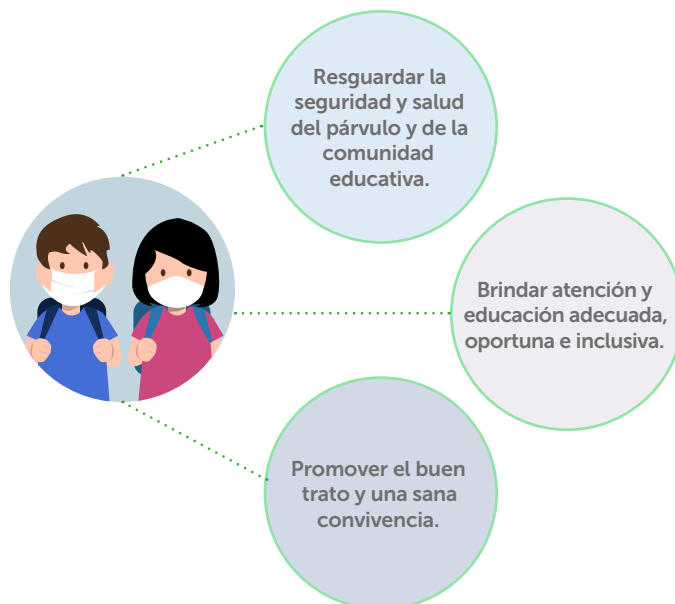 Resguardar la
seguridad y salud
del párvulo y de la
comunidad
educativa.
Brindar atención y
educación adecuada,
oportuna e inclusiva.
Promover el buen
trato y una sana
convivencia.